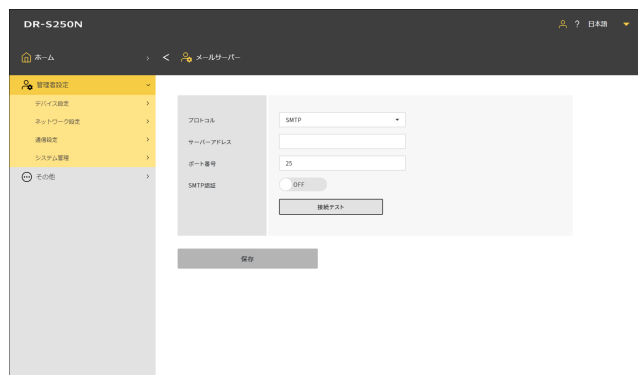 DR-S250N
? 日本語
ホーム
メールサーバー
管理者設定
デバイス設定
ネットワーク設定
通信設定
システム管理
その他
プロトコル SMTP
サーバーアドレス
ポート番号 25
SMTP認証 OFF
接続テスト
保存